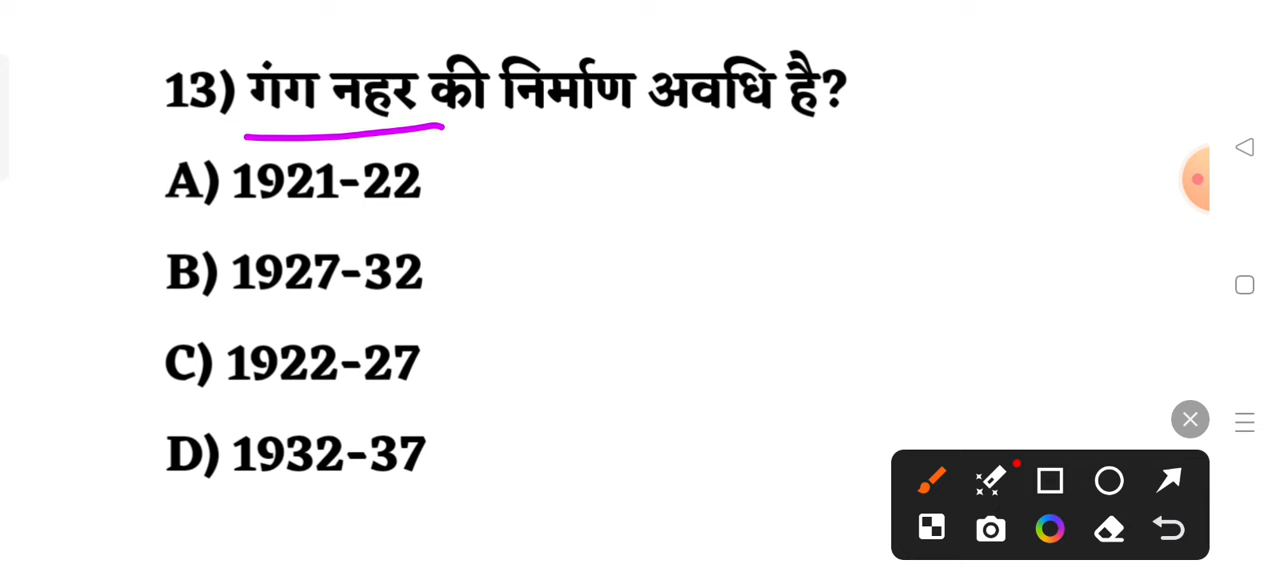 13) गंग नहर की निर्माण अवधि है?
A) 1921-22
B) 1927-32
C) 1922-27
D) 1932-37